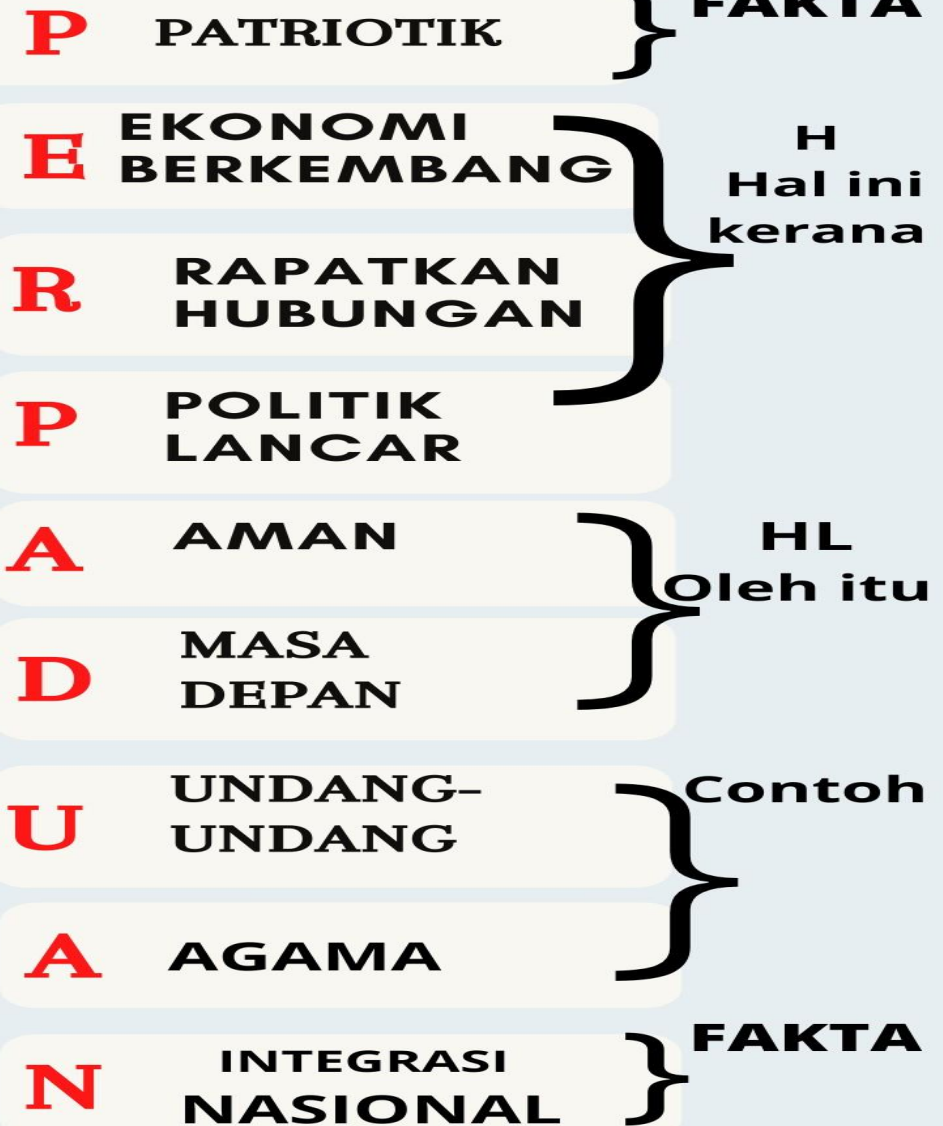 P PATRIOTIK FAKTA
E EKONOMI
BERKEMBANG
H
Hal ini
kerana
R RAPATKAN
HUBUNGAN
P POLITIK
LANCAR
A AMAN
HL
Oleh itu
D MASA
DEPAN
U UNDANG-
UNDANG
Contoh
A AGAMA
N INTEGRASI
NASIONAL
FAKTA